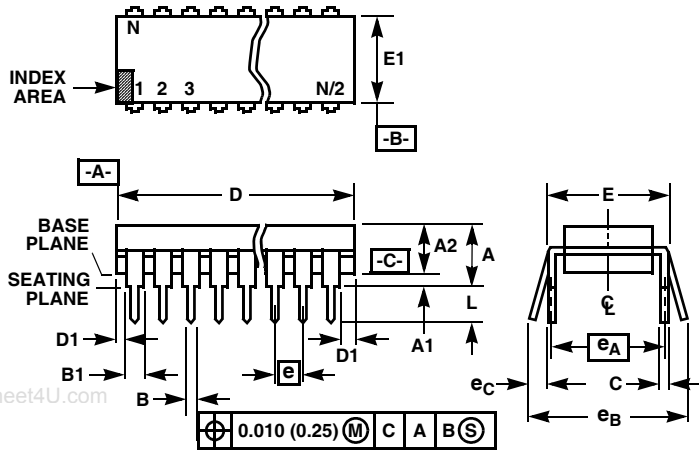 N
INDEX
AREA
1 2 3 N/2
E1
-B-
-A-
D
E
BASE
PLANE
A2
A
-C-
SEATING
PLANE
L
℄
D1
A1
D1
eA
B1
e
eC
C
B
eB
heet4U.com
0.010 (0.25) Ⓜ C A B Ⓢ